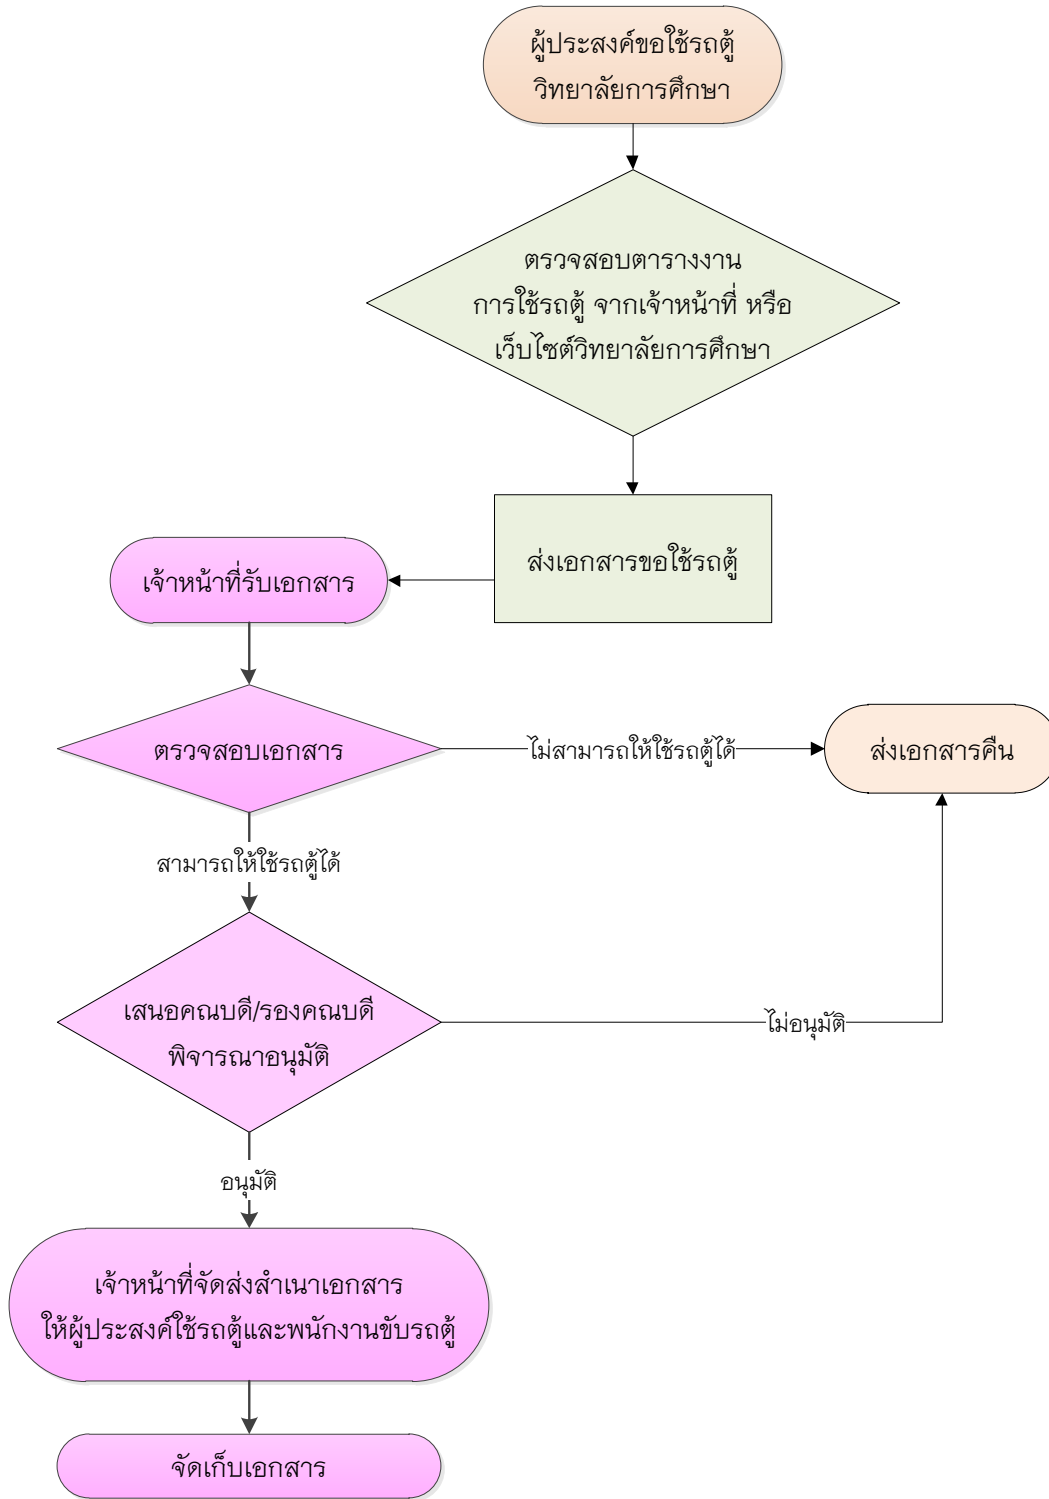 ผู้ประสงค์ขอใช้รถตู้
วิทยาลัยการศึกษา
ตรวจสอบตารางงาน
การใช้รถตู้ จากเจ้าหน้าที่ หรือ
เว็บไซต์วิทยาลัยการศึกษา
ส่งเอกสารขอใช้รถตู้
เจ้าหน้าที่รับเอกสาร
ตรวจสอบเอกสาร
ไม่สามารถให้ใช้รถตู้ได้
ส่งเอกสารคืน
สามารถให้ใช้รถตู้ได้
เสนอคณบดี/รองคณบดี
พิจารณาอนุมัติ
ไม่อนุมัติ
อนุมัติ
เจ้าหน้าที่จัดส่งสำเนาเอกสาร
ให้ผู้ประสงค์ใช้รถตู้และพนักงานขับรถตู้
จัดเก็บเอกสาร